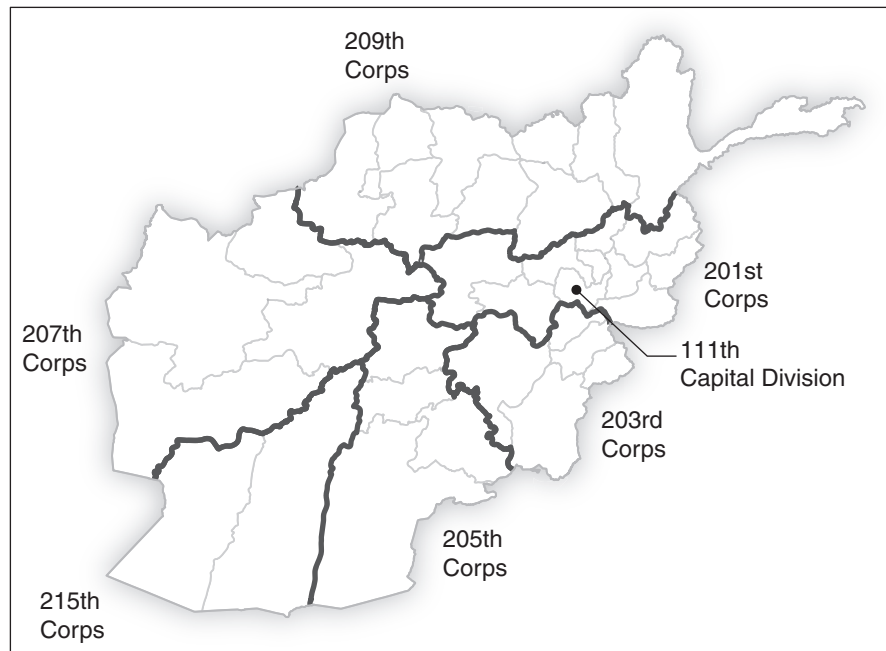 209th
Corps
201st
Corps
207th
Corps
111th
Capital Division
203rd
Corps
205th
Corps
215th
Corps